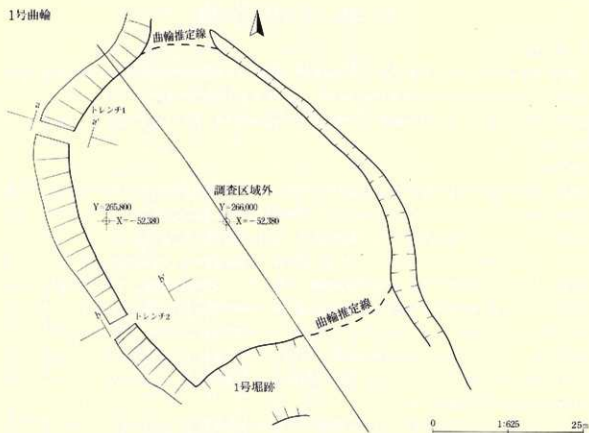 1号曲輪
曲輪推定線
トレンチ1
a
a'
調査区域外
Y=265,800
X=-52,380
Y=266,000
X=-52,380
b'
b
トレンチ2
曲輪推定線
1号堀跡
0 1:625 25m